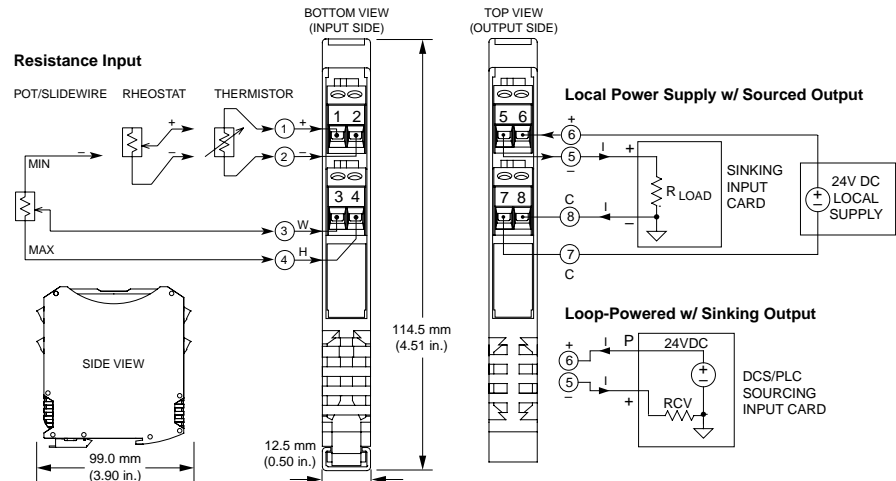 BOTTOM VIEW
(INPUT SIDE)
TOP VIEW
(OUTPUT SIDE)
Resistance Input
POT/SLIDEWIRE
RHEOSTAT
THERMISTOR
MIN
–
+
–
1 +
2 –
3 W
4 H
MAX
1 2
3 4
5 6
7 8
SIDE VIEW
99.0 mm
(3.90 in.)
12.5 mm
(0.50 in.)
114.5 mm
(4.51 in.)
Local Power Supply w/ Sourced Output
+
6
5
–
I
+
R LOAD
–
C
8
I
7
C
SINKING
INPUT
CARD
+
–
24V DC
LOCAL
SUPPLY
Loop-Powered w/ Sinking Output
+
6
5
–
I
P
24VDC
I
+
RCV
+
–
DCS/PLC
SOURCING
INPUT CARD